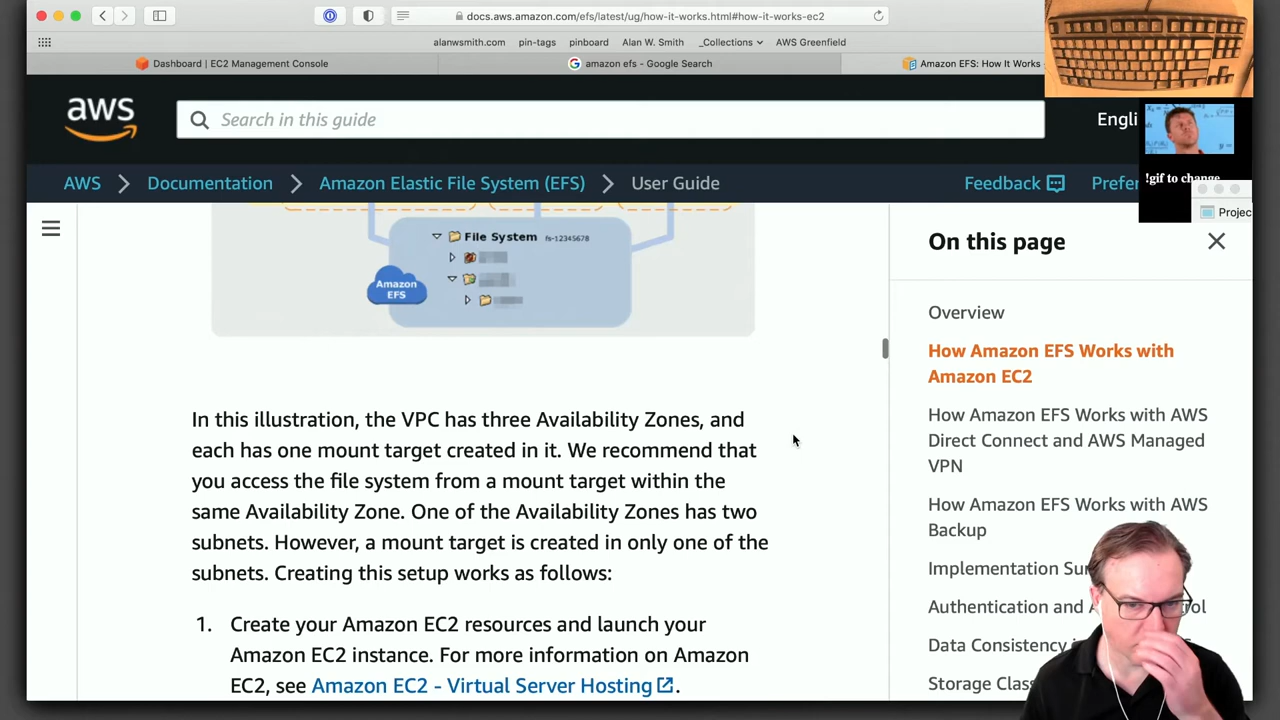 docs.aws.amazon.com/efs/latest/ug/how-it-works.html#how-it-works-ec2
alanwsmith.com
pin-tags
pinboard
Alan W. Smith
_Collections
AWS Greenfield
Dashboard | EC2 Management Console
amazon efs - Google Search
Amazon EFS: How It Works
aws
Search in this guide
Engli
!gif to change
AWS
Documentation
Amazon Elastic File System (EFS)
User Guide
Feedback
Prefer
Projec
File System
fs-12345678
Amazon
EFS
On this page
Overview
How Amazon EFS Works with
Amazon EC2
How Amazon EFS Works with AWS
Direct Connect and AWS Managed
VPN
How Amazon EFS Works with AWS
Backup
Implementation Su
Authentication and
rol
Data Consistency
Storage Clas
In this illustration, the VPC has three Availability Zones, and
each has one mount target created in it. We recommend that
you access the file system from a mount target within the
same Availability Zone. One of the Availability Zones has two
subnets. However, a mount target is created in only one of the
subnets. Creating this setup works as follows:
1. Create your Amazon EC2 resources and launch your
Amazon EC2 instance. For more information on Amazon
EC2, see Amazon EC2 - Virtual Server Hosting.